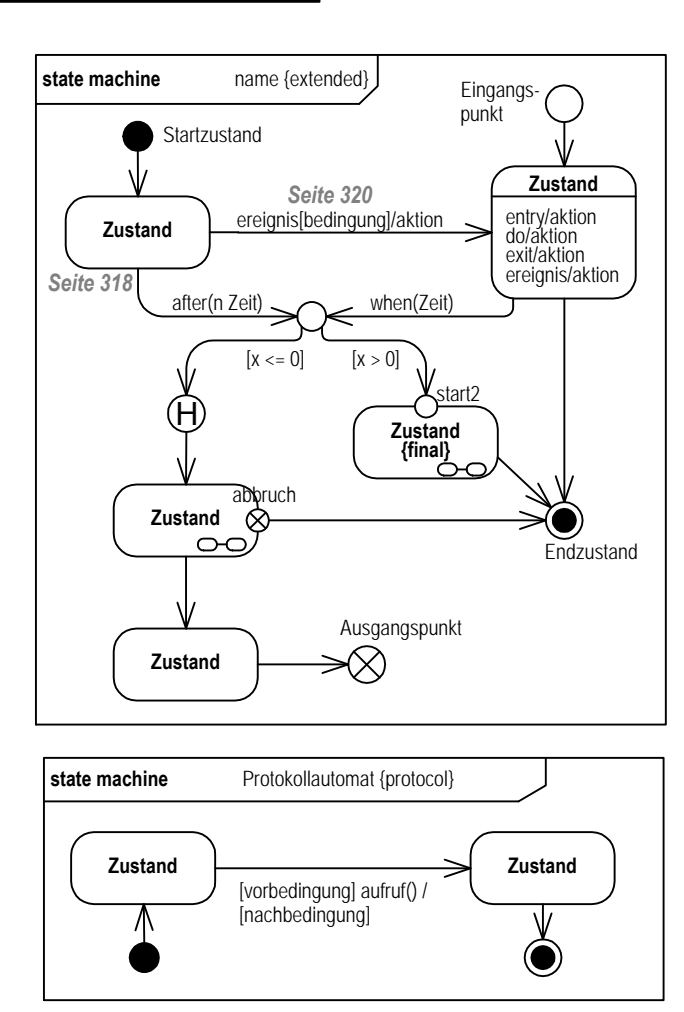 state machine name {extended}
Eingangs-
punkt
Startzustand
Zustand
Seite 320
ereignis[bedingung]/aktion
Zustand
entry/aktion
do/aktion
exit/aktion
ereignis/aktion
Seite 318
after(n Zeit)
when(Zeit)
[x <= 0]
[x > 0]
H
start2
Zustand
{final}
abbruch
Zustand
Endzustand
Ausgangspunkt
Zustand
state machine Protokollautomat {protocol}
Zustand
Zustand
[vorbedingung] aufruf() /
[nachbedingung]